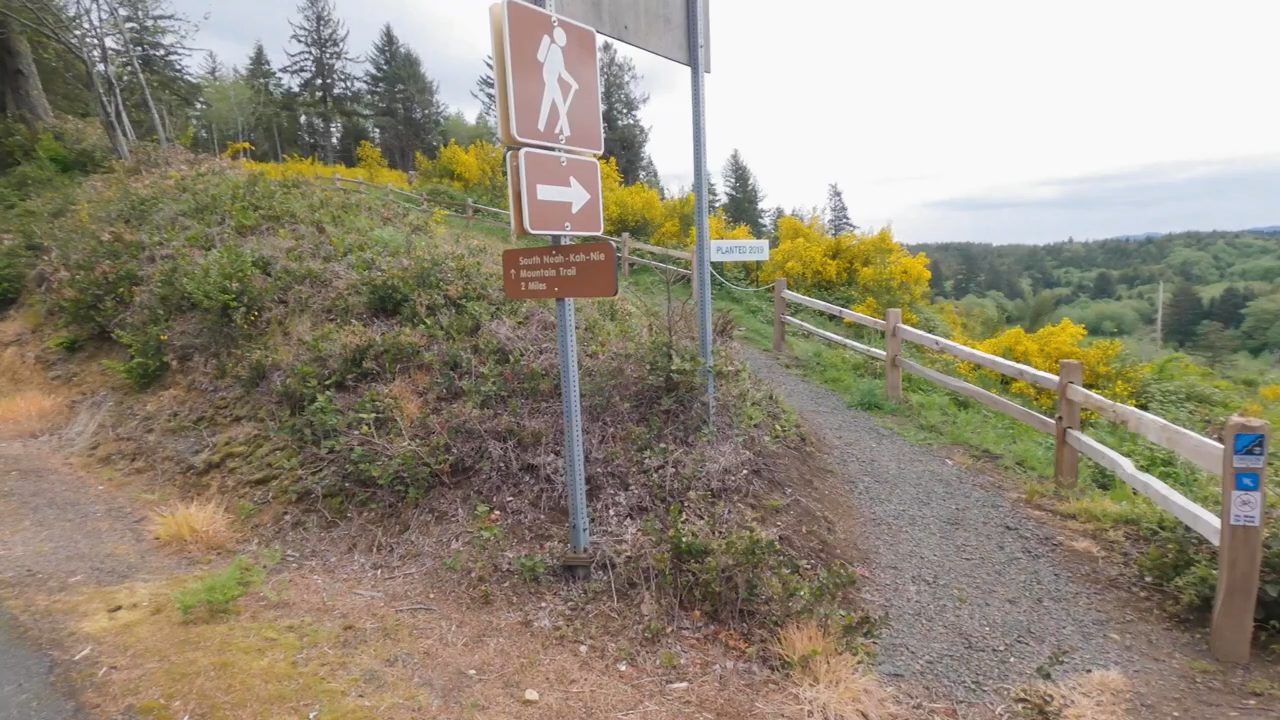 South Neah-Kah-Nie
↑ Mountain Trail
2 Miles
PLANTED 2019